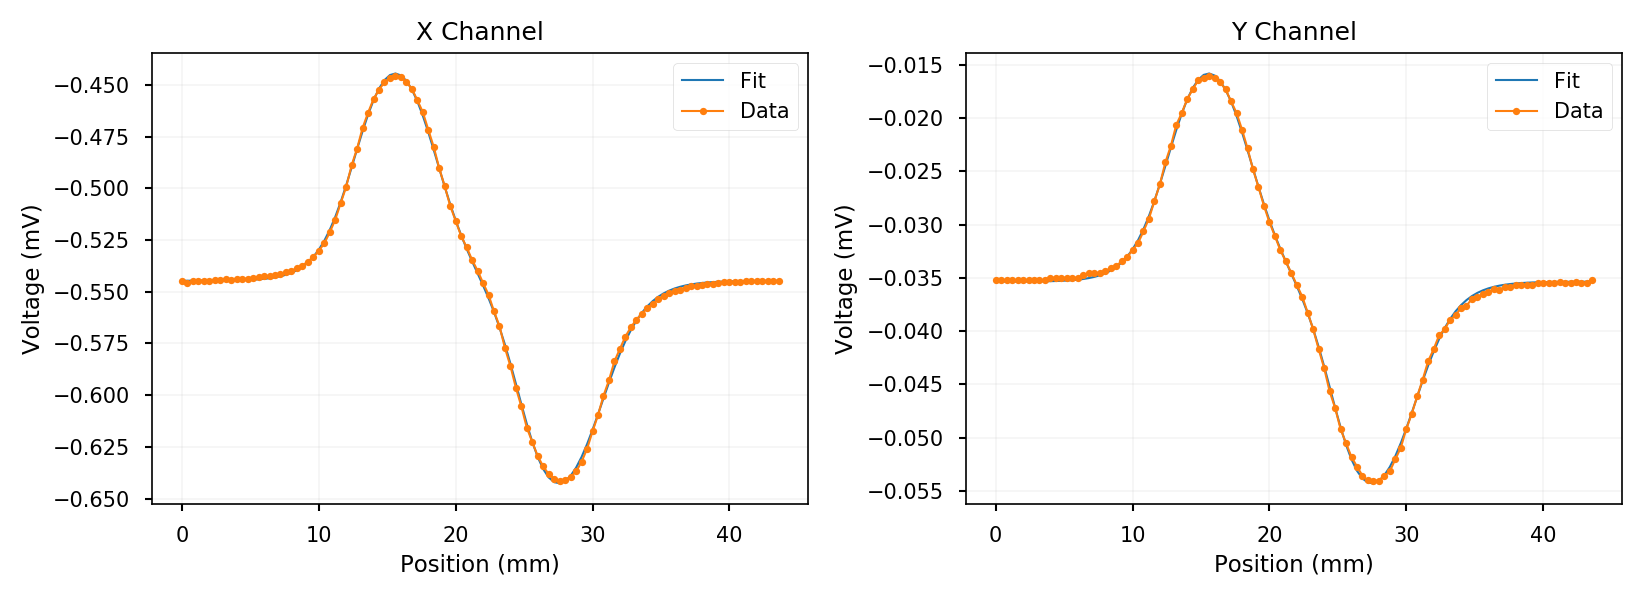 X Channel
Voltage (mV)
−0.450
−0.475
−0.500
−0.525
−0.550
−0.575
−0.600
−0.625
−0.650
Fit
Data
0 10 20 30 40
Position (mm)
Y Channel
Voltage (mV)
−0.015
−0.020
−0.025
−0.030
−0.035
−0.040
−0.045
−0.050
−0.055
Fit
Data
0 10 20 30 40
Position (mm)